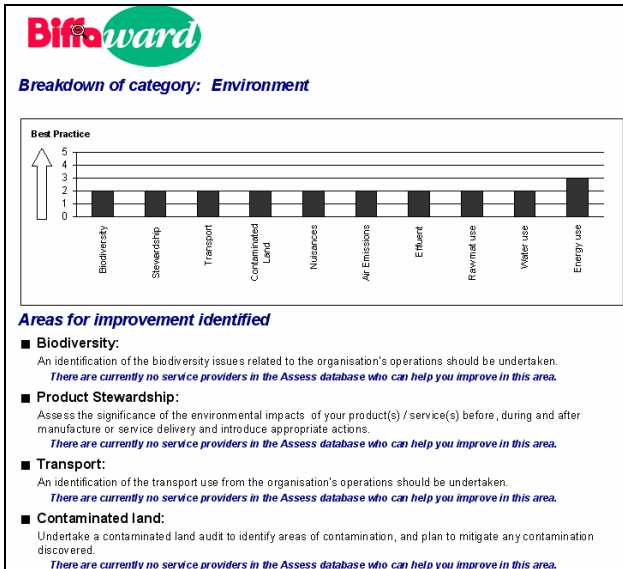 Biffaward
Breakdown of category: Environment
Best Practice
5
4
3
2
1
0
Biodiversity
Stewardship
Transport
Contaminated
Land
Nuisances
Air Emissions
Effluent
Raw mat use
Water use
Energy use
Areas for improvement identified
■ Biodiversity:
An identification of the biodiversity issues related to the organisation's operations should be undertaken.
There are currently no service providers in the Assess database who can help you improve in this area.
■ Product Stewardship:
Assess the significance of the environmental impacts of your product(s) / service(s) before, during and after
manufacture or service delivery and introduce appropriate actions.
There are currently no service providers in the Assess database who can help you improve in this area.
■ Transport:
An identification of the transport use from the organisation's operations should be undertaken.
There are currently no service providers in the Assess database who can help you improve in this area.
■ Contaminated land:
Undertake a contaminated land audit to identify areas of contamination, and plan to mitigate any contamination
discovered.
There are currently no service providers in the Assess database who can help you improve in this area.